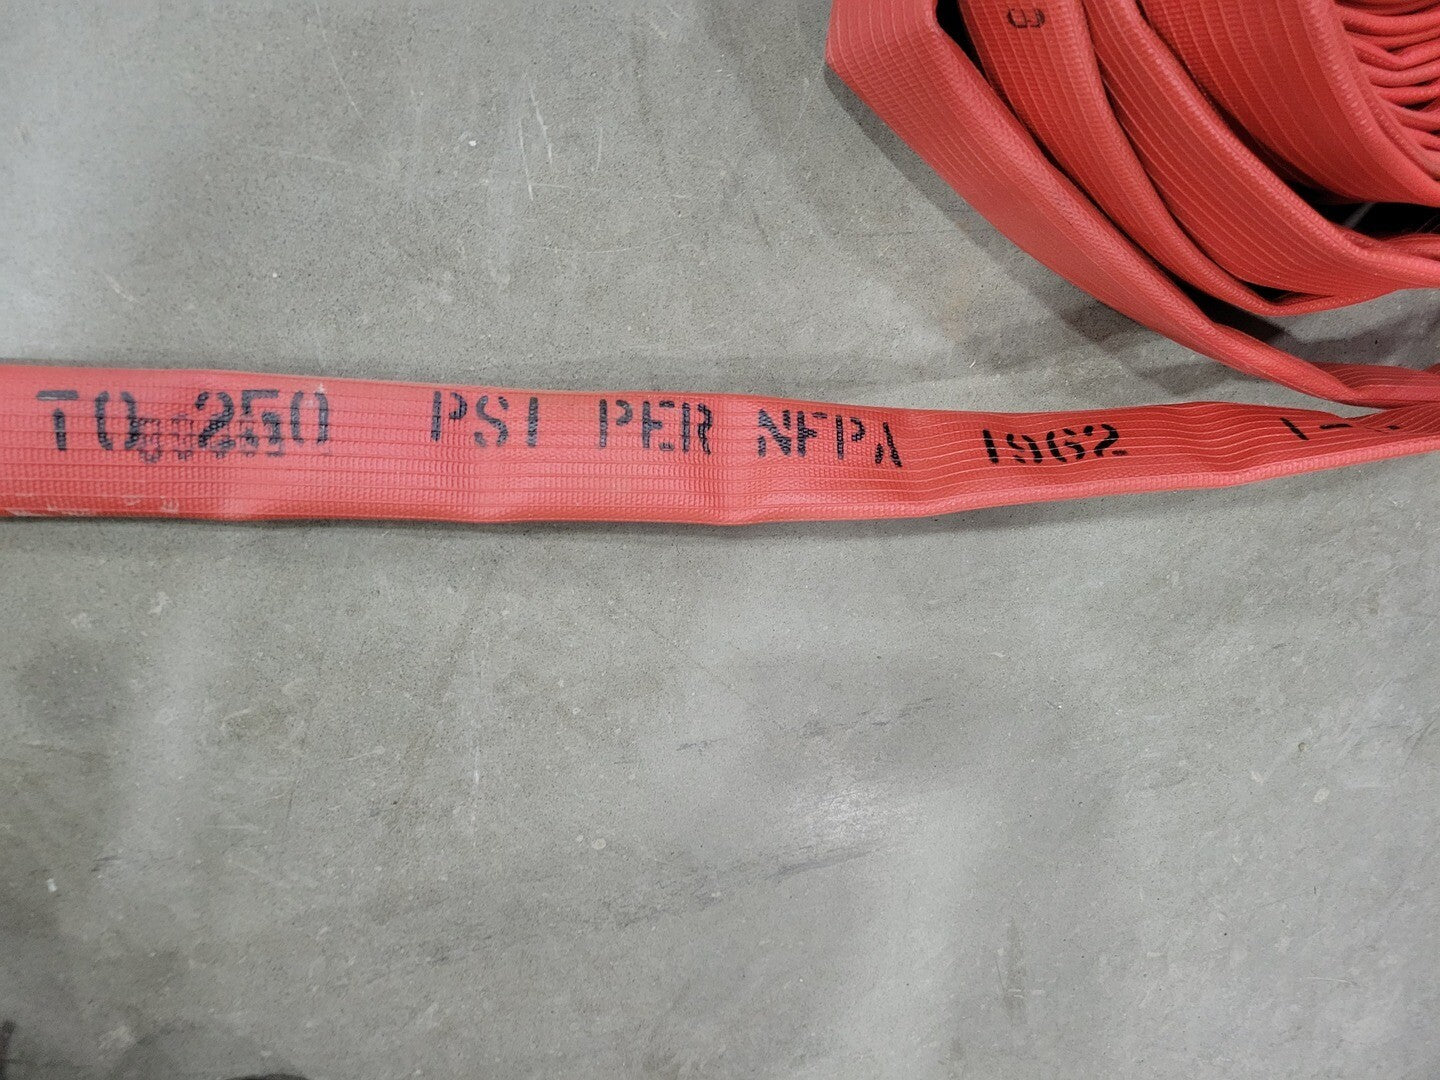 TO 250 PSI PER NFPA 1962